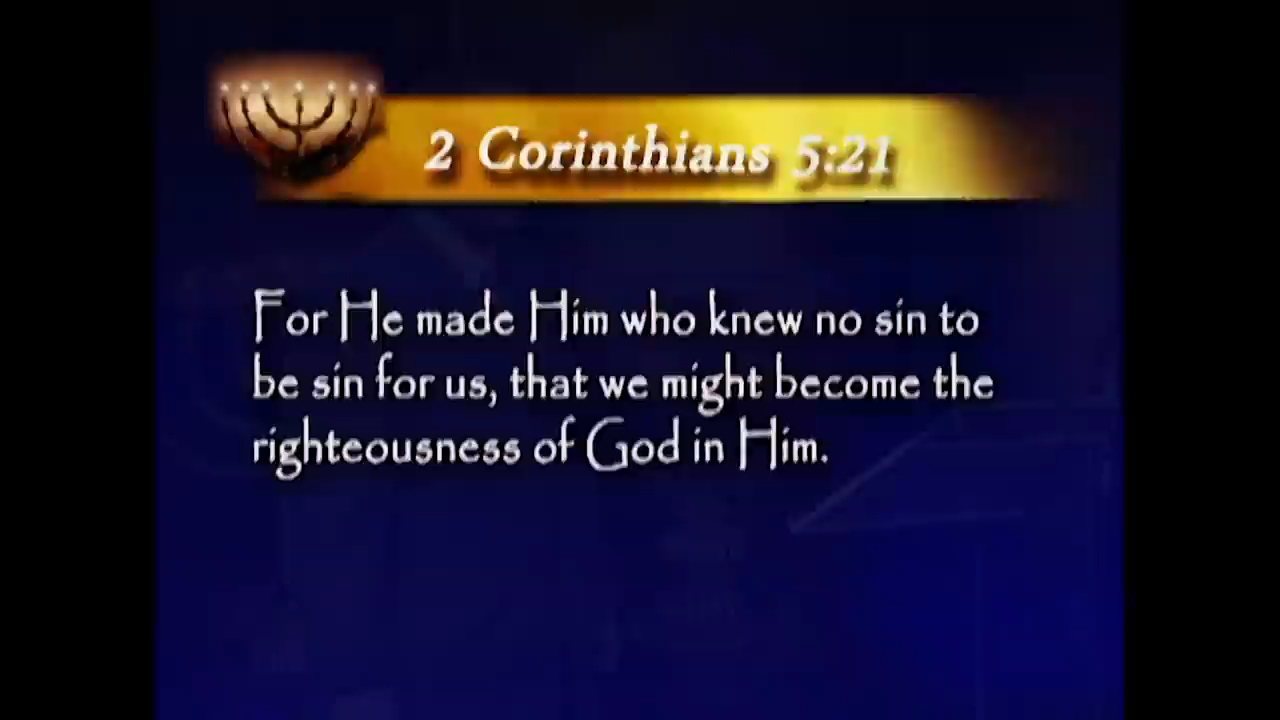 2 Corinthians 5:21
For He made Him who knew no sin to
be sin for us, that we might become the
righteousness of God in Him.